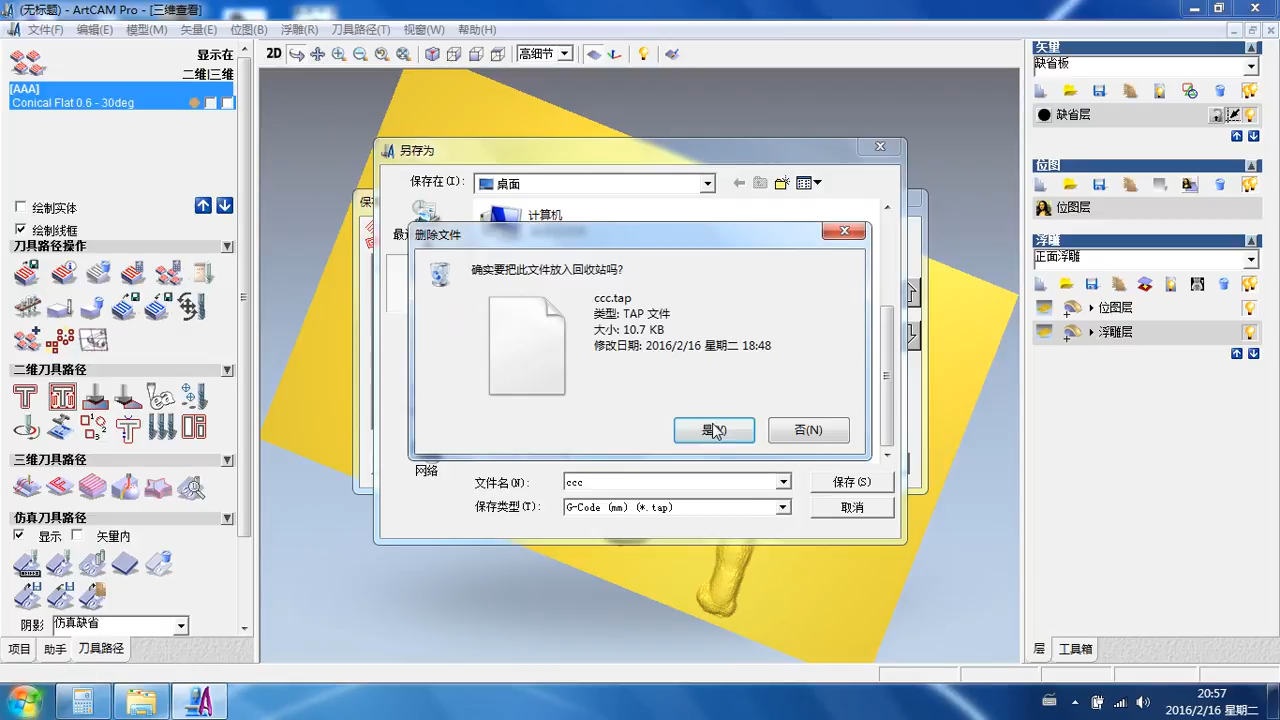 (无标题) - ArtCAM Pro - [三维查看]
文件(F) 编辑(E) 模型(M) 矢量(E) 位图(B) 浮雕(R) 刀具路径(T) 视窗(W) 帮助(H)
显示在
二维|三维
[AAA]
Conical Flat 0.6 - 30deg
绘制实体
绘制线框
刀具路径操作
二维刀具路径
三维刀具路径
仿真刀具路径
显示 矢量内
阴影 仿真缺省
项目 助手 刀具路径
2D 高细节
另存为
保存在(I): 桌面
计算机
删除文件
确实要把此文件放入回收站吗?
ccc.tap
类型: TAP 文件
大小: 10.7 KB
修改日期: 2016/2/16 星期二 18:48
否(N)
网络
文件名(N): ccc 保存(S)
保存类型(T): G-Code (mm) (*.tap) 取消
矢量
缺省板
缺省层
位图
位图层
浮雕
正面浮雕
位图层
浮雕层
层 工具箱
20:57
2016/2/16 星期二